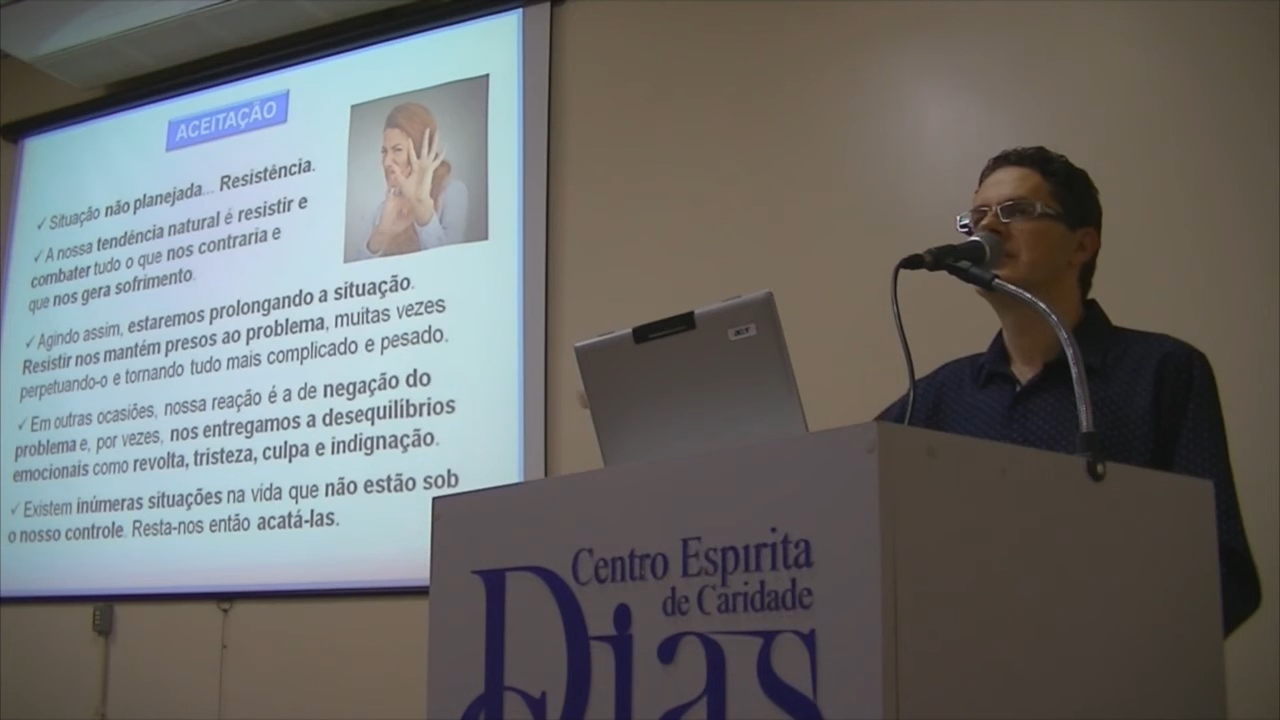 ACEITAÇÃO
✓ Situação não planejada... Resistência.
✓ A nossa tendência natural é resistir e
combater tudo o que nos contraria e
que nos gera sofrimento.
✓ Agindo assim, estaremos prolongando a situação.
Resistir nos mantém presos ao problema, muitas vezes
perpetuando-o e tornando tudo mais complicado e pesado.
✓ Em outras ocasiões, nossa reação é a de negação do
problema e, por vezes, nos entregamos a desequilíbrios
emocionais como revolta, tristeza, culpa e indignação.
✓ Existem inúmeras situações na vida que não estão sob
o nosso controle. Resta-nos então acatá-las.
acer
Centro Espírita
de Caridade
Dias